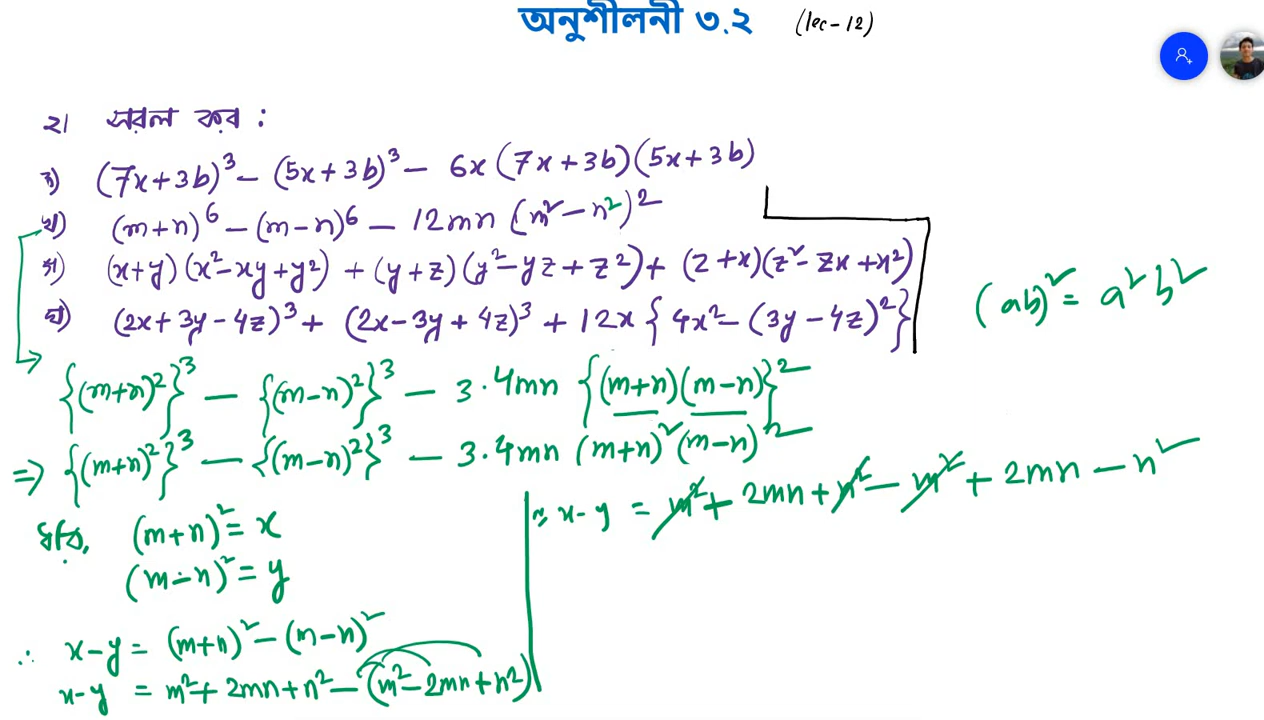 অনুশীলনী ৩.২ (lec-12)
২। সরল কর :
ক) (7x+3b)³ − (5x+3b)³ − 6x (7x+3b)(5x+3b)
খ) (m+n)⁶ − (m−n)⁶ − 12mn (m²−n²)²
গ) (x+y)(x²−xy+y²) + (y+z)(y²−yz+z²) + (z+x)(z²−zx+x²)
ঘ) (2x+3y−4z)³ + (2x−3y+4z)³ + 12x {4x²−(3y−4z)²}
(ab)² = a²b²
{(m+n)²}³ − {(m−n)²}³ − 3·4mn {(m+n)(m−n)}²
⇒ {(m+n)²}³ − {(m−n)²}³ − 3·4mn (m+n)²(m−n)²
ধরি, (m+n)² = x
(m−n)² = y
∴ x−y = (m+n)² − (m−n)²
x−y = m²+2mn+n² − (m²−2mn+n²)
∴ x−y = m²+2mn+n²−m²+2mn−n²